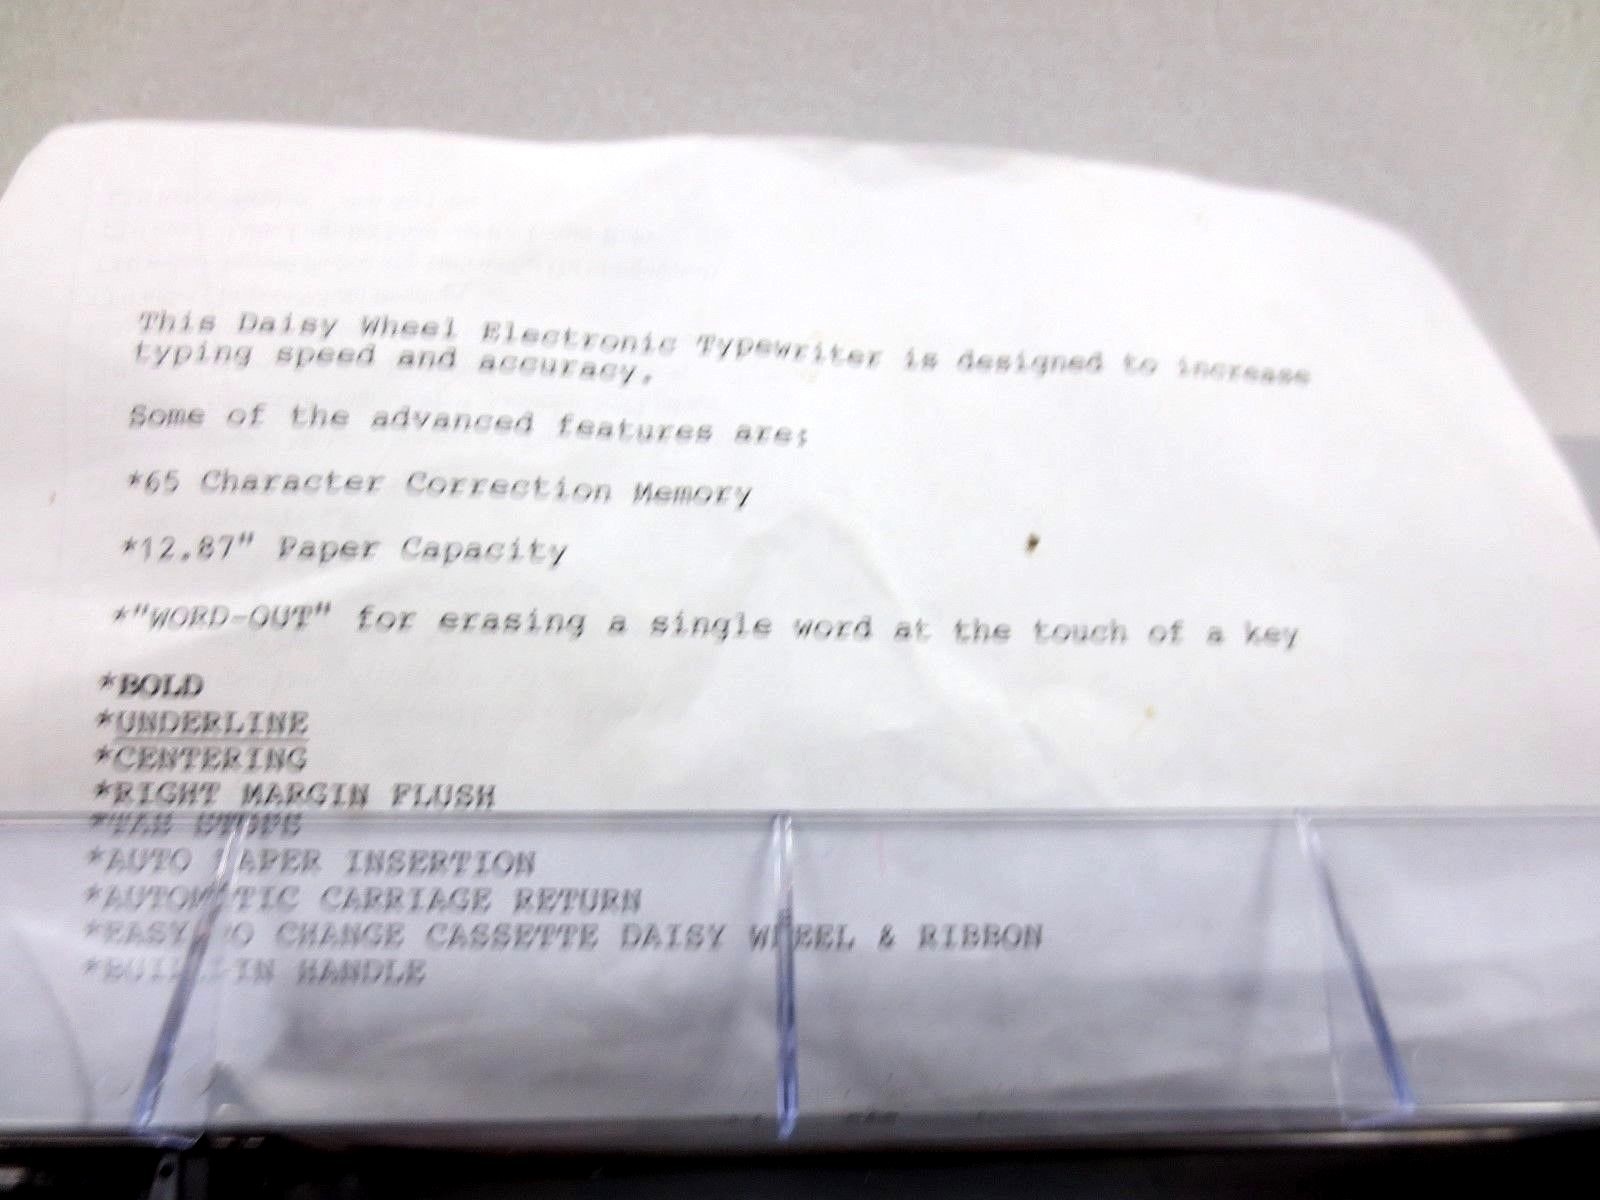 This Daisy Wheel Electronic Typewriter is designed to increase
typing speed and accuracy.
Some of the advanced features are;
*65 Character Correction Memory
*12.87" Paper Capacity
*"WORD-OUT" for erasing a single word at the touch of a key
*BOLD
*UNDERLINE
*CENTERING
*RIGHT MARGIN FLUSH
*TAB STOPS
*AUTO PAPER INSERTION
*AUTOMATIC CARRIAGE RETURN
*EASY TO CHANGE CASSETTE DAISY WHEEL & RIBBON
*BUILT-IN HANDLE